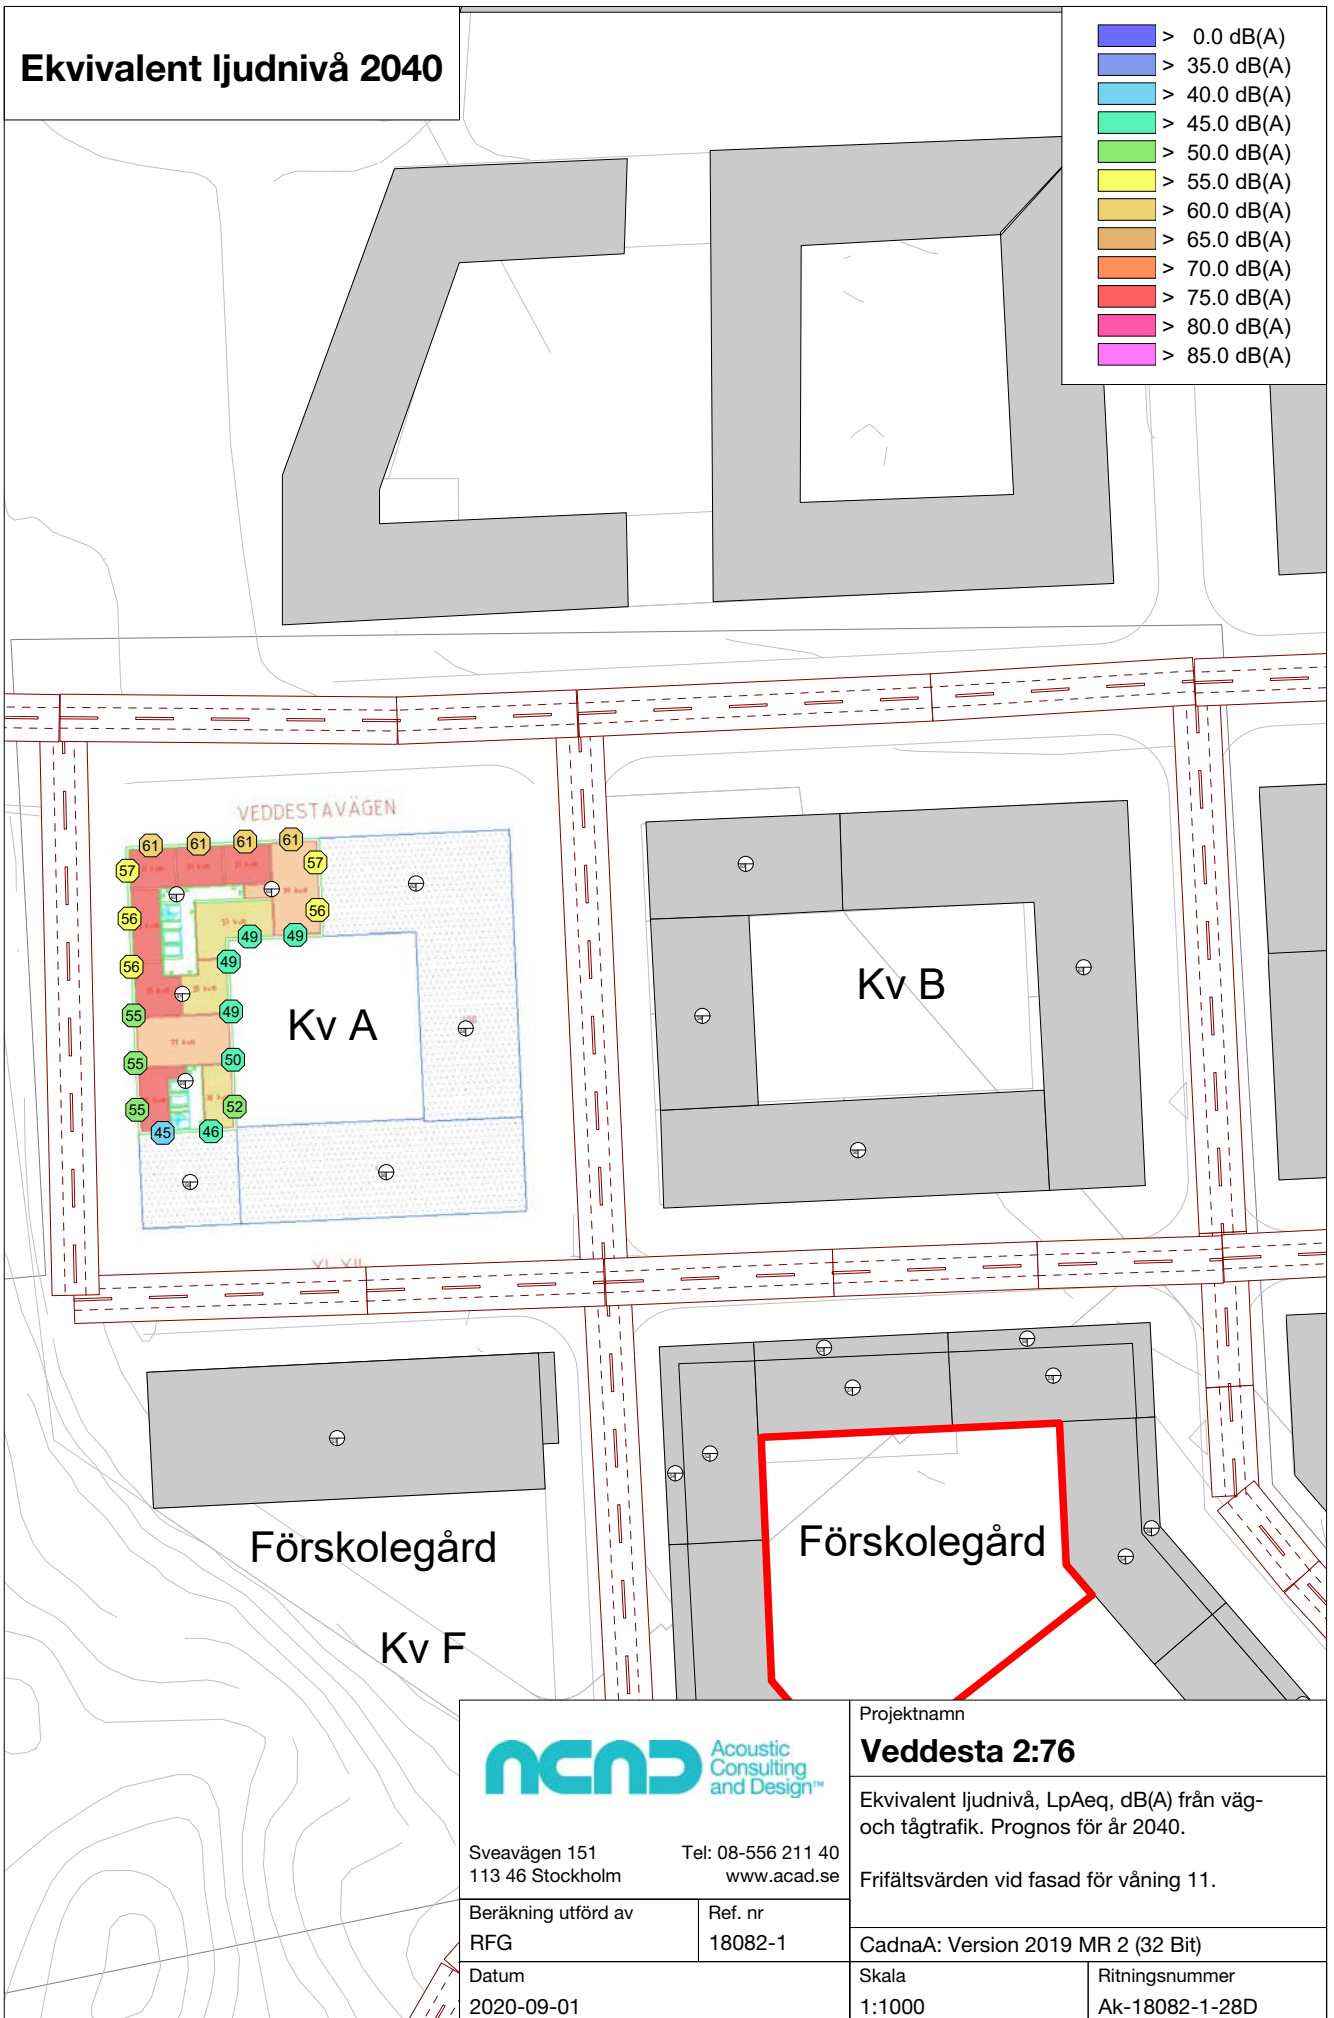 Ekvivalent ljudnivå 2040
> 0.0 dB(A)
> 35.0 dB(A)
> 40.0 dB(A)
> 45.0 dB(A)
> 50.0 dB(A)
> 55.0 dB(A)
> 60.0 dB(A)
> 65.0 dB(A)
> 70.0 dB(A)
> 75.0 dB(A)
> 80.0 dB(A)
> 85.0 dB(A)
VEDDESTAVÄGEN
61 61 61 61
57 57
56 56
49 49
56 49
55 49
55 50
55 52
45 46
Kv A
Kv B
Förskolegård
Förskolegård
Kv F
ACAD
Acoustic
Consulting
and Design™
Sveavägen 151
113 46 Stockholm
Tel: 08-556 211 40
www.acad.se
Beräkning utförd av
RFG
Ref. nr
18082-1
Datum
2020-09-01
Projektnamn
Veddesta 2:76
Ekvivalent ljudnivå, LpAeq, dB(A) från väg-
och tågtrafik. Prognos för år 2040.
Frifältsvärden vid fasad för våning 11.
CadnaA: Version 2019 MR 2 (32 Bit)
Skala
1:1000
Ritningsnummer
Ak-18082-1-28D